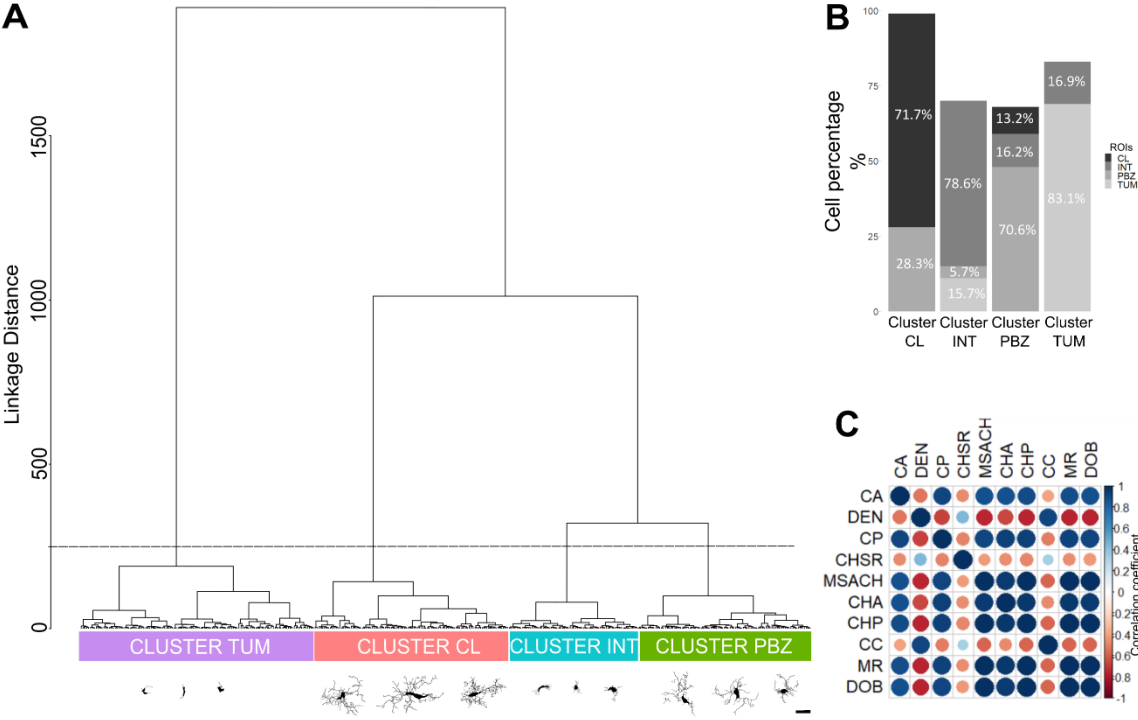 A
Linkage Distance
1500
1000
500
0
CLUSTER TUM
CLUSTER CL
CLUSTER INT
CLUSTER PBZ
B
Cell percentage
%
100
75
50
25
0
71.7%
28.3%
78.6%
5.7%
15.7%
13.2%
16.2%
70.6%
16.9%
83.1%
Cluster
CL
Cluster
INT
Cluster
PBZ
Cluster
TUM
ROIs
CL
INT
PBZ
TUM
C
CA
DEN
CP
CHSR
MSACH
CHA
CHP
CC
MR
DOB
CA
DEN
CP
CHSR
MSACH
CHA
CHP
CC
MR
DOB
1
0.8
0.6
0.4
0.2
0
-0.2
-0.4
-0.6
-0.8
-1
Correlation coefficient